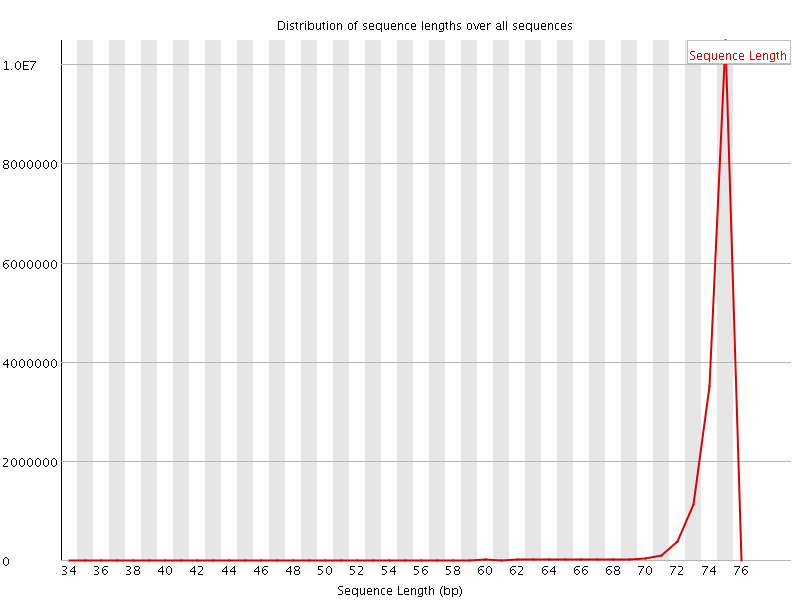 Distribution of sequence lengths over all sequences
Sequence Length
1.0E7
8000000
6000000
4000000
2000000
0
34 36 38 40 42 44 46 48 50 52 54 56 58 60 62 64 66 68 70 72 74 76
Sequence Length (bp)